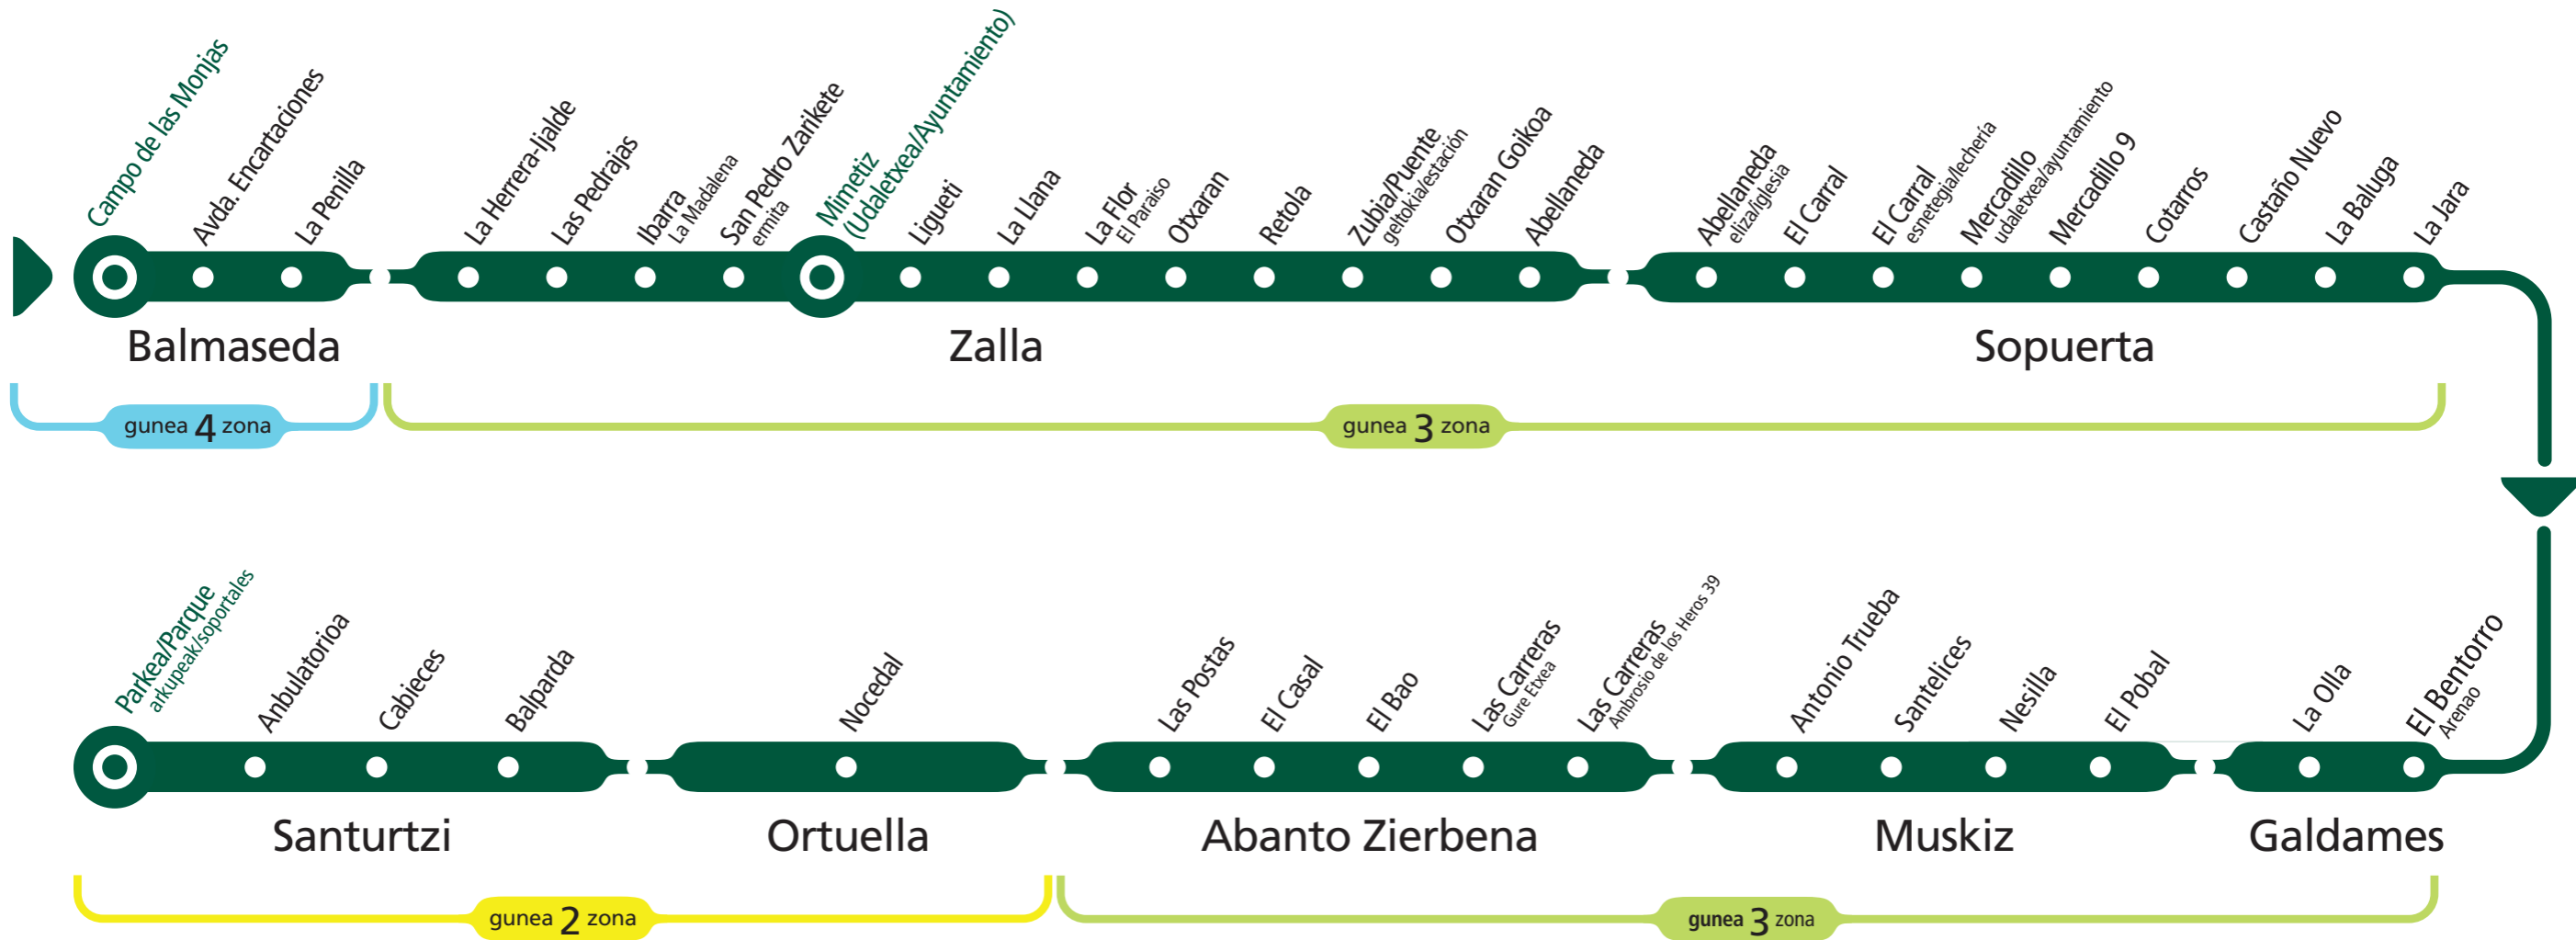 Campo de las Monjas
Avda. Encartaciones
La Penilla
La Herrera-Ijalde
Las Pedrajas
Ibarra
La Madalena
San Pedro Zarikete
ermita
Mimetiz
(Udaletxea/Ayuntamiento)
Ligueti
La Llana
La Flor
El Paraiso
Otxaran
Retola
Zubia/Puente
geltokia/estación
Otxaran Goikoa
Abellaneda
Abellaneda
eliza/iglesia
El Carral
El Carral
esnetegia/lechería
Mercadillo
udaletxea/ayuntamiento
Mercadillo 9
Cotarros
Castaño Nuevo
La Baluga
La Jara
Balmaseda
Zalla
Sopuerta
gunea 4 zona
gunea 3 zona
Parkea/Parque
arkupeak/soportales
Anbulatorioa
Cabieces
Balparda
Nocedal
Las Postas
El Casal
El Bao
Las Carreras
Gure Etxea
Las Carreras
Ambrosio de los Heros 39
Antonio Trueba
Santelices
Nesilla
El Pobal
La Olla
El Bentorro
Arenao
Santurtzi
Ortuella
Abanto Zierbena
Muskiz
Galdames
gunea 2 zona
gunea 3 zona